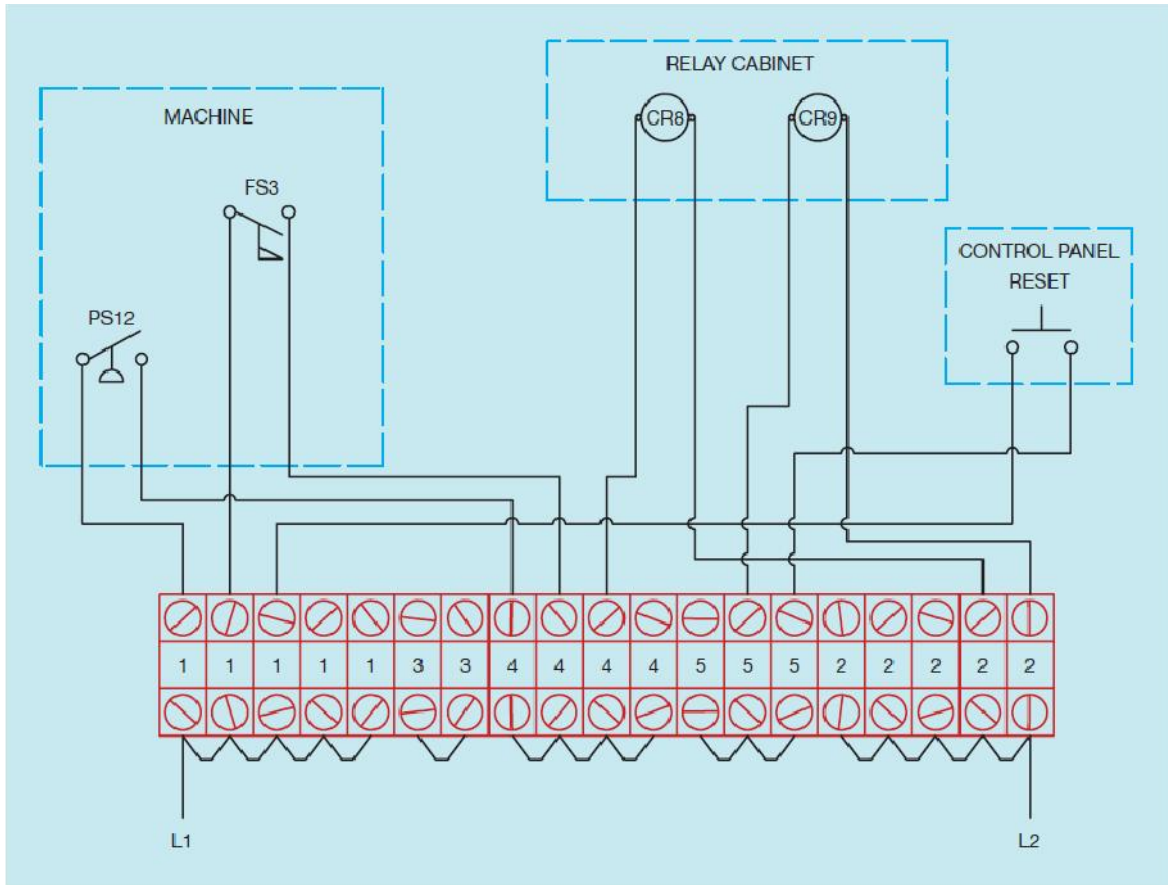 RELAY CABINET
MACHINE
CR8
CR9
FS3
CONTROL PANEL
RESET
PS12
1 1 1 1 1 3 3 4 4 4 4 5 5 5 2 2 2 2 2
L1
L2